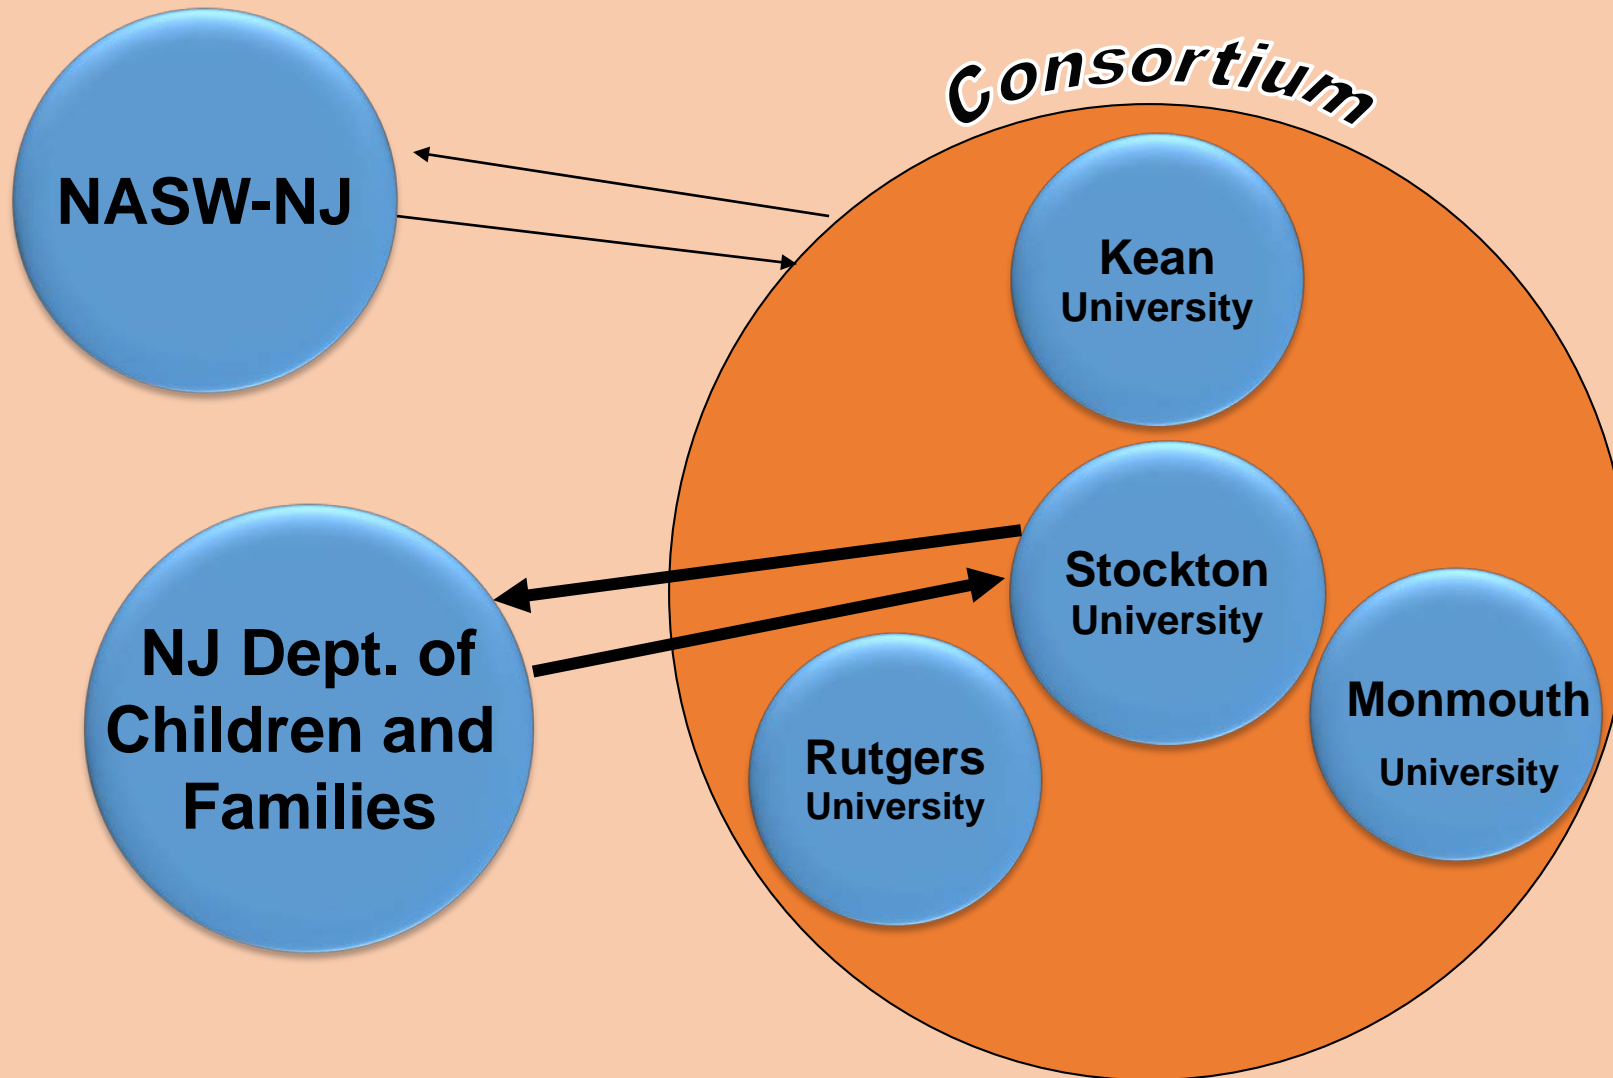 Consortium
NASW-NJ
Kean
University
Stockton
University
NJ Dept. of
Children and
Families
Rutgers
University
Monmouth
University